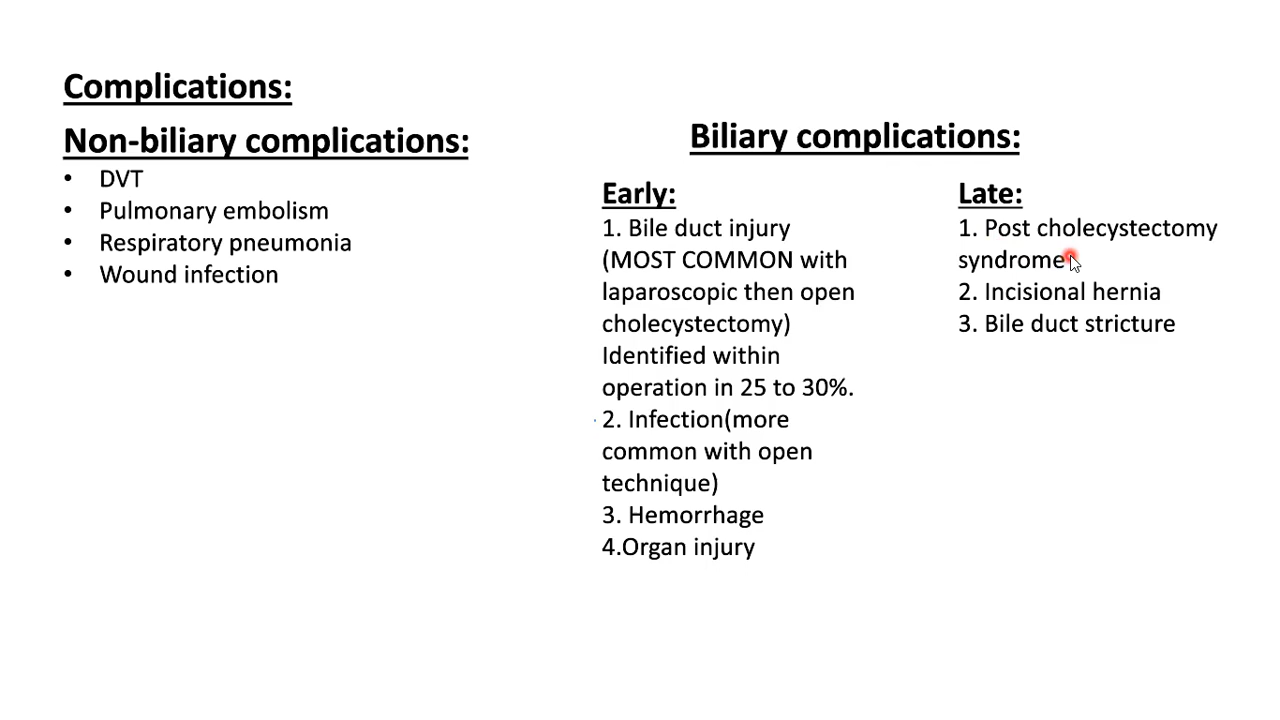 Complications:
Non-biliary complications:
• DVT
• Pulmonary embolism
• Respiratory pneumonia
• Wound infection
Biliary complications:
Early:
1. Bile duct injury
(MOST COMMON with
laparoscopic then open
cholecystectomy)
Identified within
operation in 25 to 30%.
2. Infection(more
common with open
technique)
3. Hemorrhage
4.Organ injury
Late:
1. Post cholecystectomy
syndrome
2. Incisional hernia
3. Bile duct stricture